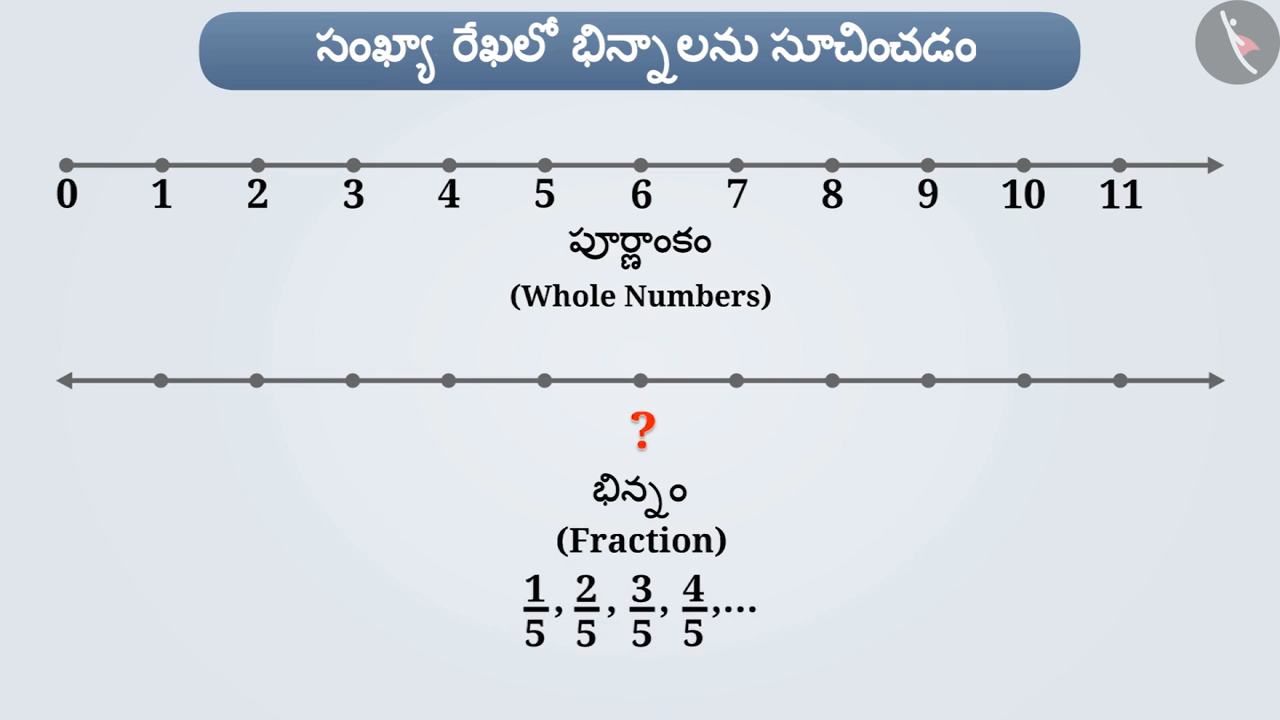 సంఖ్యా రేఖలో భిన్నాలను సూచించడం
0 1 2 3 4 5 6 7 8 9 10 11
పూర్ణాంకం
(Whole Numbers)
?
భిన్నం
(Fraction)
1/5, 2/5, 3/5, 4/5,...